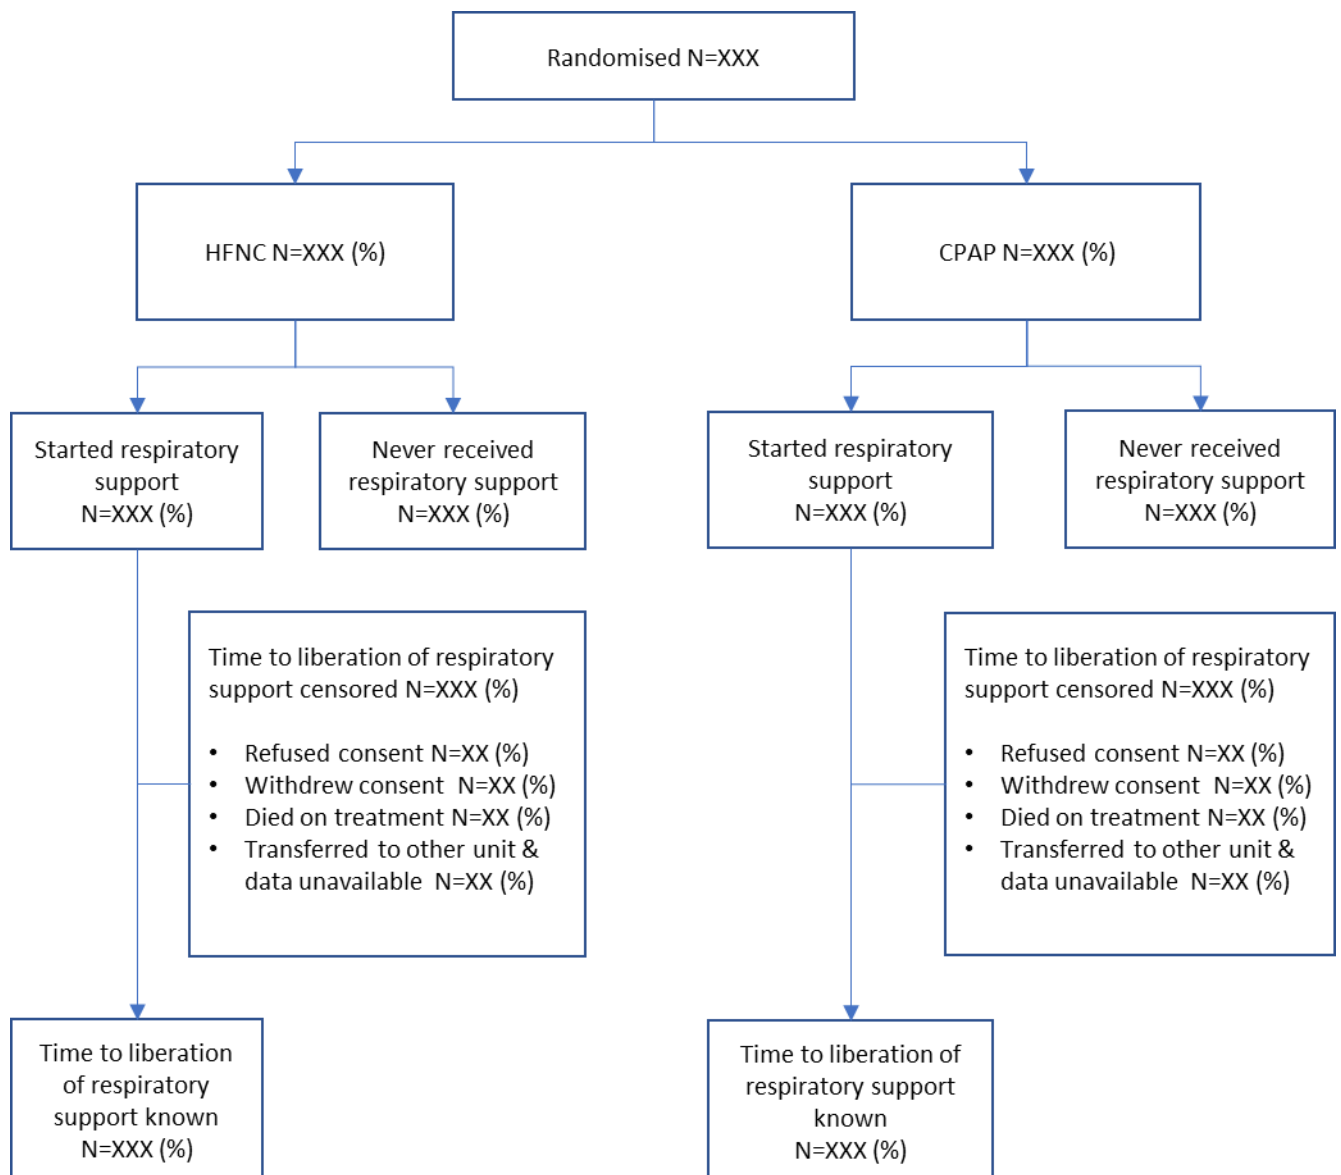 Randomised N=XXX
HFNC N=XXX (%)
CPAP N=XXX (%)
Started respiratory
support
N=XXX (%)
Never received
respiratory support
N=XXX (%)
Started respiratory
support
N=XXX (%)
Never received
respiratory support
N=XXX (%)
Time to liberation of respiratory
support censored N=XXX (%)
• Refused consent N=XX (%)
• Withdrew consent  N=XX (%)
• Died on treatment N=XX (%)
• Transferred to other unit &
data unavailable  N=XX (%)
Time to liberation of respiratory
support censored N=XXX (%)
• Refused consent N=XX (%)
• Withdrew consent  N=XX (%)
• Died on treatment N=XX (%)
• Transferred to other unit &
data unavailable  N=XX (%)
Time to liberation
of respiratory
support known
N=XXX (%)
Time to liberation of
respiratory support
known
N=XXX (%)